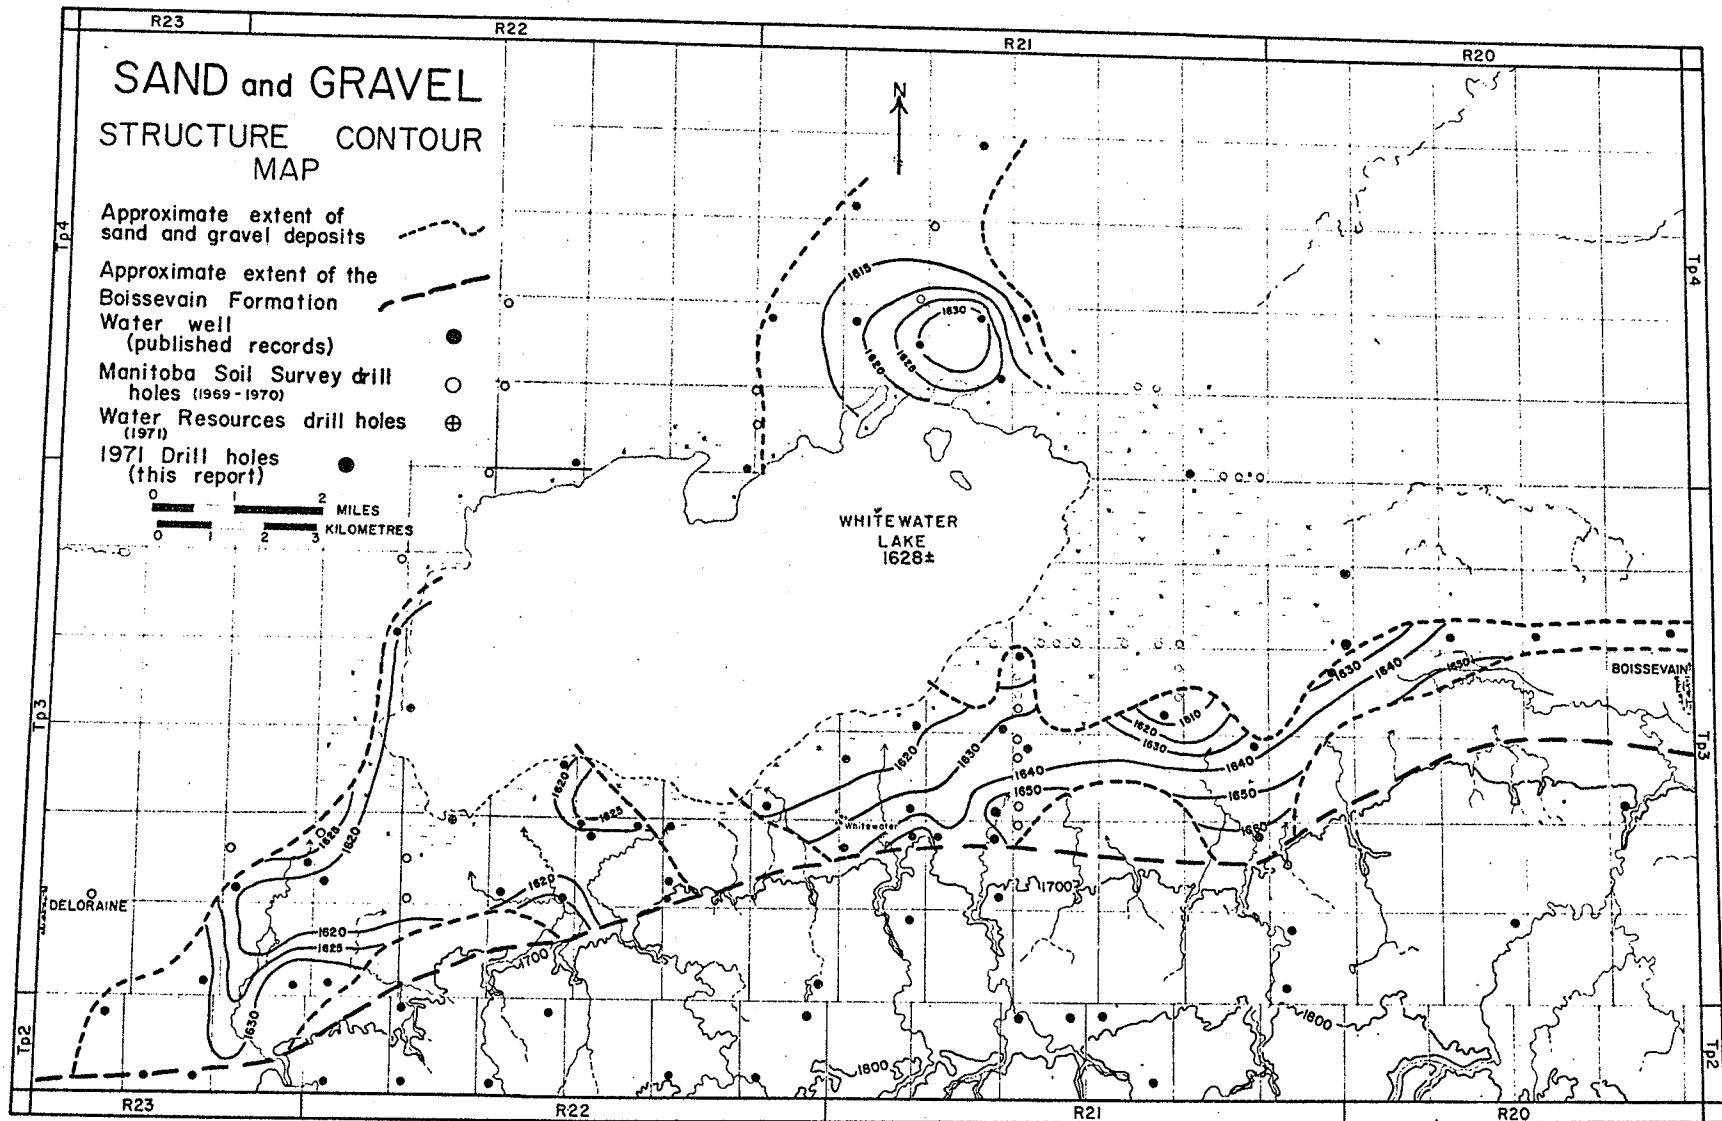 R23
R22
R21
R20
SAND and GRAVEL
STRUCTURE CONTOUR
MAP
Approximate extent of
sand and gravel deposits
Approximate extent of the
Boissevain Formation
Water well
(published records)
Manitoba Soil Survey drill
holes (1969-1970)
Water Resources drill holes
(1971)
1971 Drill holes
(this report)
0 1 2 MILES
0 1 2 3 KILOMETRES
N
Tp4
Tp4
1615
1630
1620
1625
WHITEWATER
LAKE
1628±
Tp3
Tp3
1630
1640
1650
BOISSEVAIN
1620
1610
1630
1620
1630
1640
1640
1650
1650
1660
1620
1625
Whitewater
1625
1620
DELORAINE
1620
1700
1620
1625
1700
1630
1800
1800
Tp2
Tp2
R23
R22
R21
R20